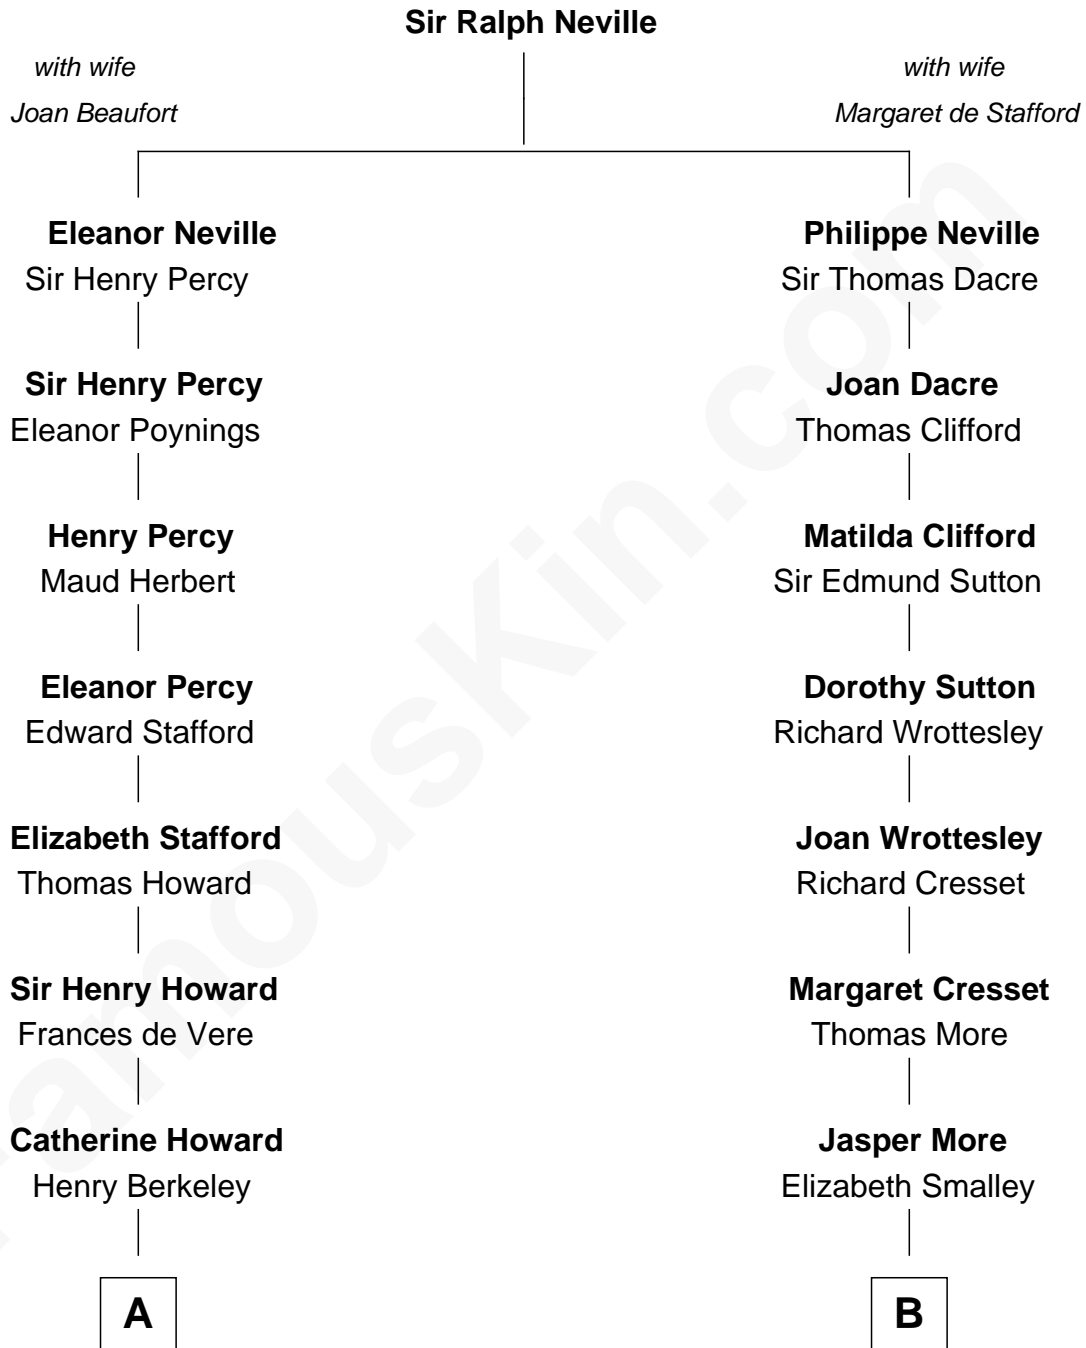 Sir Ralph Neville
with wife
Joan Beaufort
with wife
Margaret de Stafford
Eleanor Neville
Sir Henry Percy
Philippe Neville
Sir Thomas Dacre
Sir Henry Percy
Eleanor Poynings
Joan Dacre
Thomas Clifford
Henry Percy
Maud Herbert
Matilda Clifford
Sir Edmund Sutton
Eleanor Percy
Edward Stafford
Dorothy Sutton
Richard Wrottesley
Elizabeth Stafford
Thomas Howard
Joan Wrottesley
Richard Cresset
Sir Henry Howard
Frances de Vere
Margaret Cresset
Thomas More
Catherine Howard
Henry Berkeley
Jasper More
Elizabeth Smalley
A
B
FamousKin.com